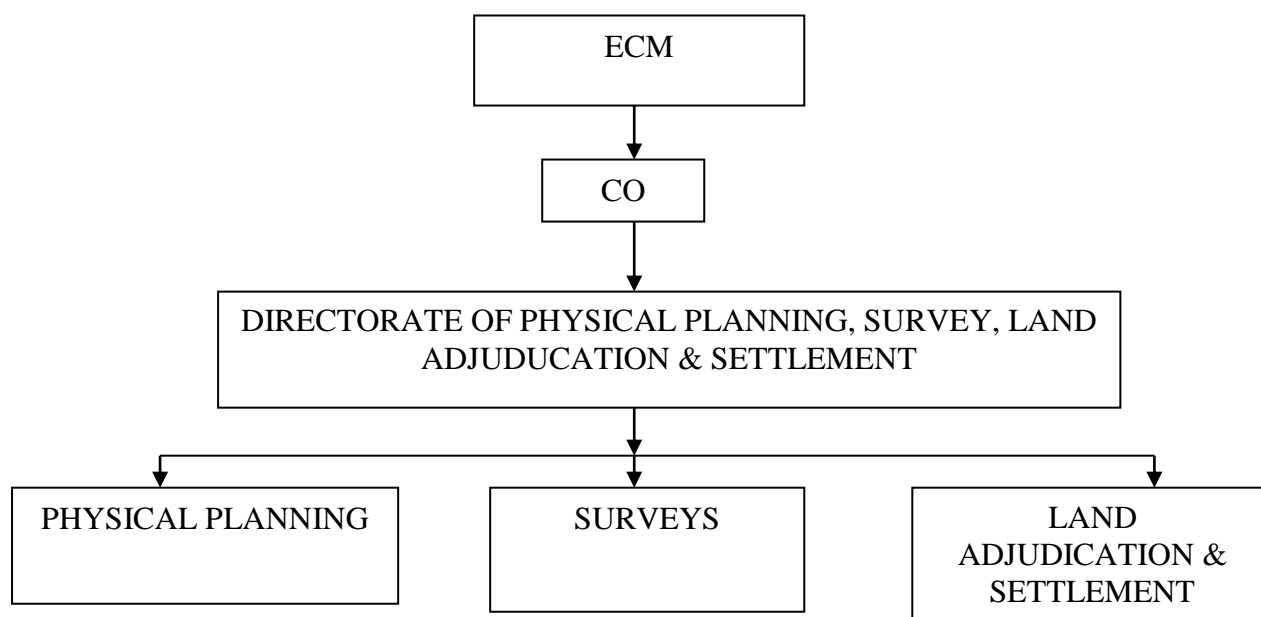 ECM
CO
DIRECTORATE OF PHYSICAL PLANNING, SURVEY, LAND
ADJUDUCATION & SETTLEMENT
PHYSICAL PLANNING
SURVEYS
LAND
ADJUDICATION &
SETTLEMENT